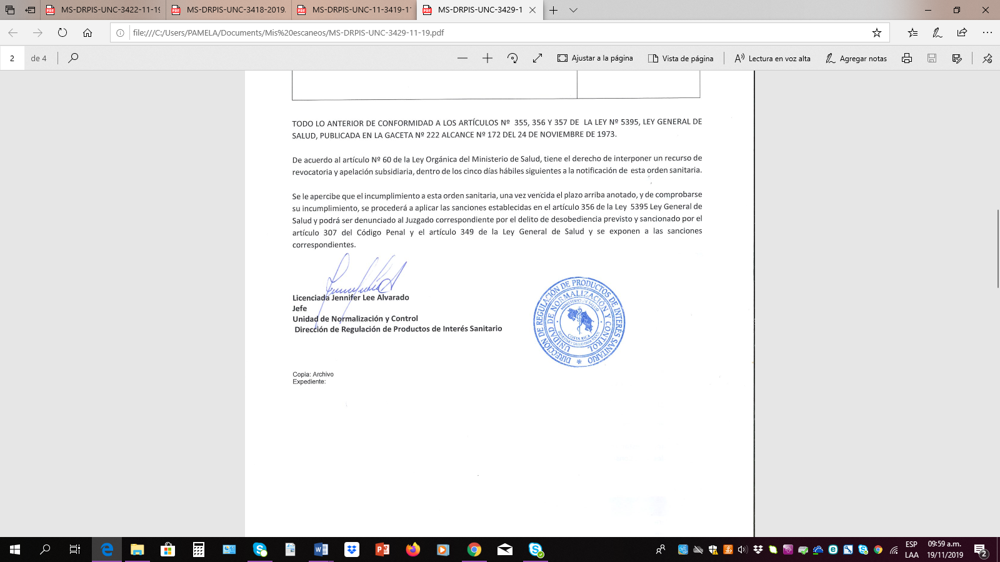 MS-DRPIS-UNC-3422-11-19
MS-DRPIS-UNC-3418-2019.
MS-DRPIS-UNC-11-3419-1
MS-DRPIS-UNC-3429-1
file:///C:/Users/PAMELA/Documents/Mis%20escaneos/MS-DRPIS-UNC-3429-11-19.pdf
2 de 4
Ajustar a la página
Vista de página
Lectura en voz alta
Agregar notas
TODO LO ANTERIOR DE CONFORMIDAD A LOS ARTÍCULOS Nº 355, 356 Y 357 DE LA LEY Nº 5395, LEY GENERAL DE
SALUD, PUBLICADA EN LA GACETA Nº 222 ALCANCE Nº 172 DEL 24 DE NOVIEMBRE DE 1973.
De acuerdo al artículo Nº 60 de la Ley Orgánica del Ministerio de Salud, tiene el derecho de interponer un recurso de
revocatoria y apelación subsidiaria, dentro de los cinco días hábiles siguientes a la notificación de esta orden sanitaria.
Se le apercibe que el incumplimiento a esta orden sanitaria, una vez vencida el plazo arriba anotado, y de comprobarse
su incumplimiento, se procederá a aplicar las sanciones establecidas en el artículo 356 de la Ley 5395 Ley General de
Salud y podrá ser denunciado al Juzgado correspondiente por el delito de desobediencia previsto y sancionado por el
artículo 307 del Código Penal y el artículo 349 de la Ley General de Salud y se exponen a las sanciones
correspondientes.
Licenciada Jennifer Lee Alvarado
Jefe
Unidad de Normalización y Control
Dirección de Regulación de Productos de Interés Sanitario
DIRECCIÓN DE REGULACIÓN DE PRODUCTOS DE INTERÉS SANITARIO
UNIDAD DE NORMALIZACIÓN Y CONTROL
MINISTERIO DE SALUD
COSTA RICA
Copia: Archivo
Expediente:
ESP
LAA
09:59 a.m.
19/11/2019
2